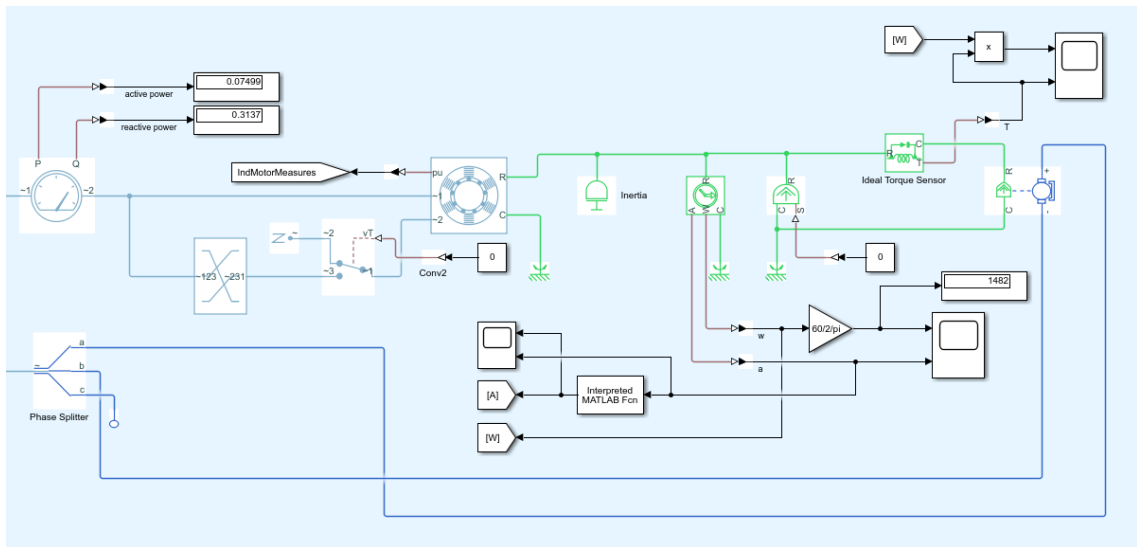 [W]
x
0.07499
active power
0.3137
reactive power
T
P
Q
~1
~2
IndMotorMeasures
pu
~1
~2
R
C
Inertia
R
A
W
C
R
C
S
R
C
T
Ideal Torque Sensor
R
C
+
-
N
~
~2
~3
vT
1
Conv2
0
0
~123
~231
1482
60/2/pi
w
a
Interpreted
MATLAB Fcn
[A]
[W]
~
a
b
c
Phase Splitter